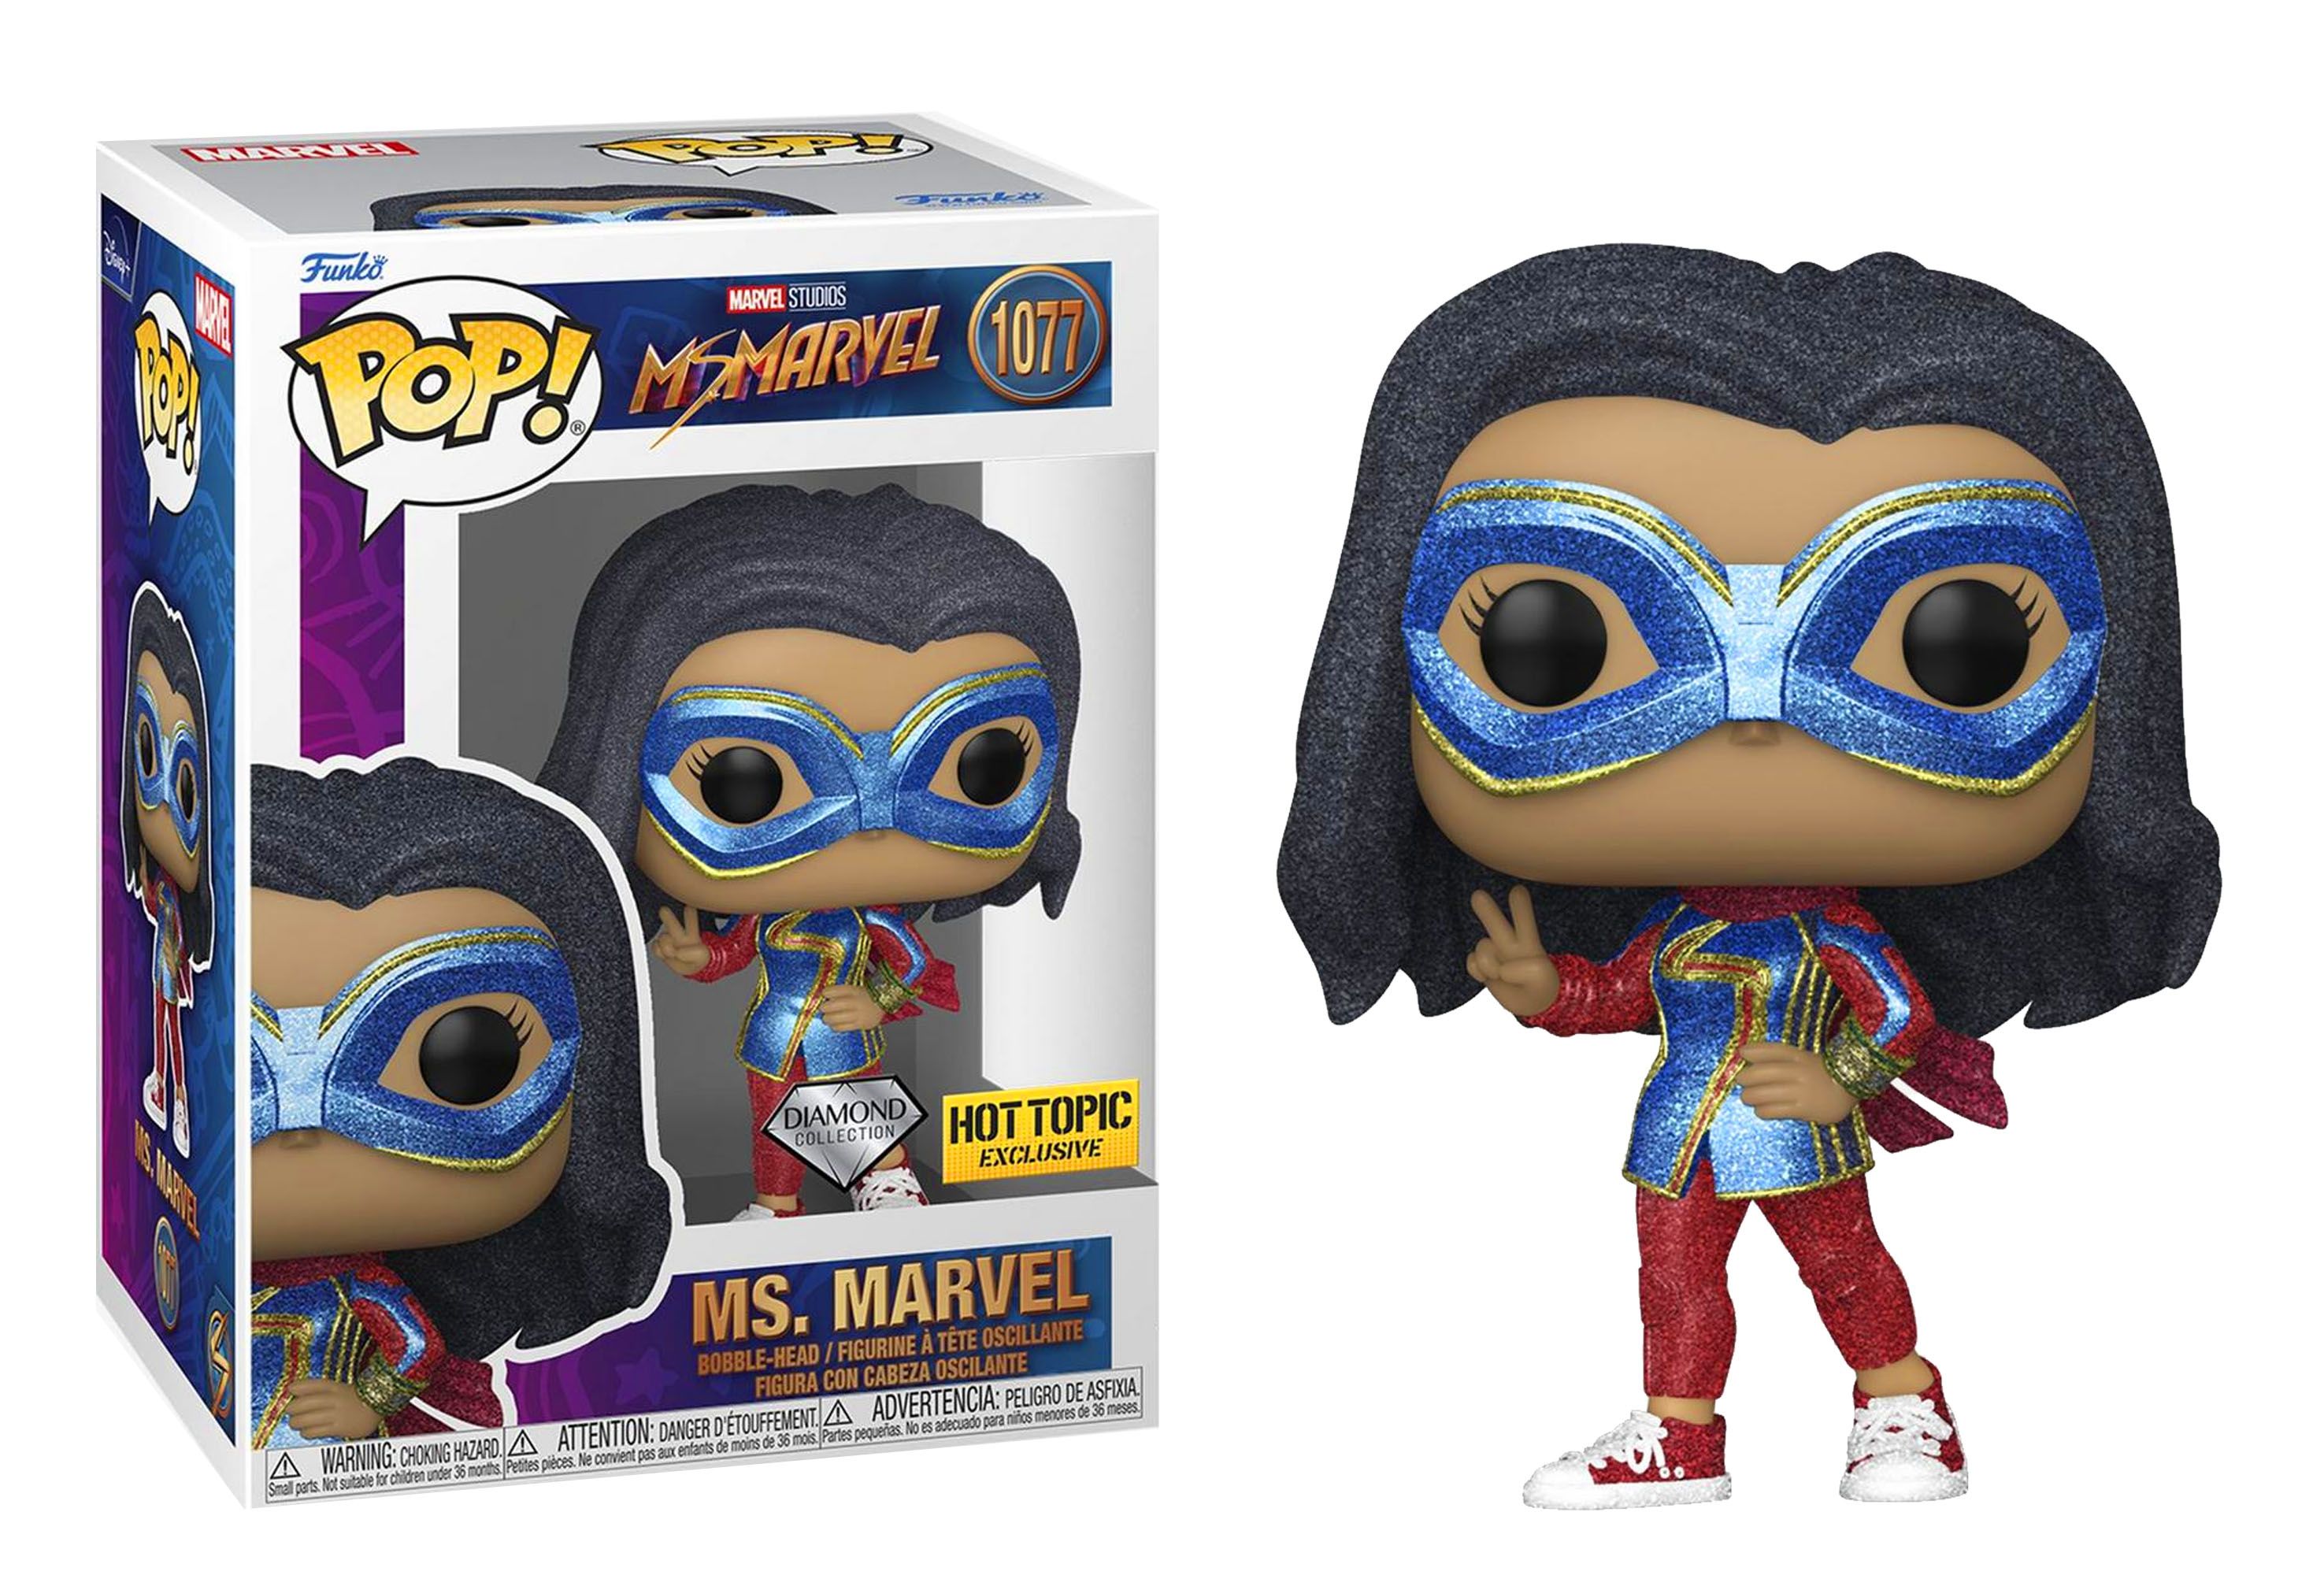 MARVEL
POP!
Funko
Disney+
MARVEL
POP!
MS. MARVEL
1077
Funko
POP!
®
MARVEL STUDIOS
MS MARVEL
1077
DIAMOND
COLLECTION
HOT TOPIC
EXCLUSIVE
MS. MARVEL
BOBBLE-HEAD / FIGURINE À TÊTE OSCILLANTE
FIGURA CON CABEZA OSCILANTE
WARNING: CHOKING HAZARD.
Small parts. Not suitable for children under 36 months.
ATTENTION: DANGER D'ÉTOUFFEMENT.
Petites pièces. Ne convient pas aux enfants de moins de 36 mois.
ADVERTENCIA: PELIGRO DE ASFIXIA.
Partes pequeñas. No es adecuado para niños menores de 36 meses.